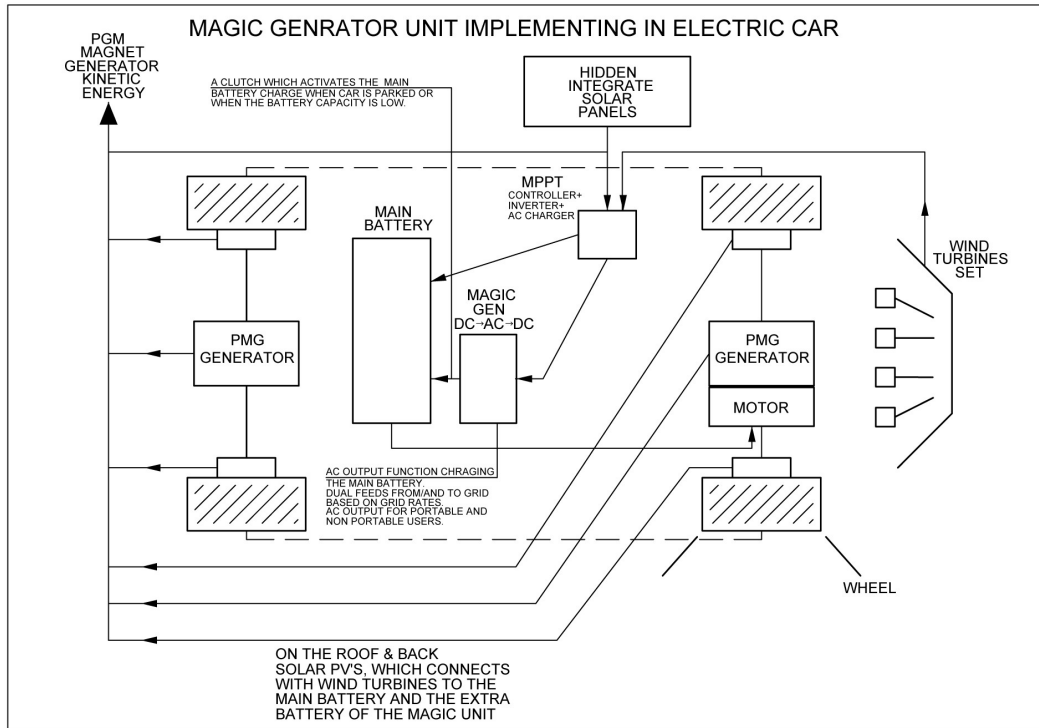 MAGIC GENRATOR UNIT IMPLEMENTING IN ELECTRIC CAR
PGM
MAGNET
GENERATOR
KINETIC
ENERGY
A CLUTCH WHICH ACTIVATES THE MAIN
BATTERY CHARGE WHEN CAR IS PARKED OR
WHEN THE BATTERY CAPACITY IS LOW.
HIDDEN
INTEGRATE
SOLAR
PANELS
MPPT
CONTROLLER+
INVERTER+
AC CHARGER
MAIN
BATTERY
WIND
TURBINES
SET
MAGIC
GEN
DC→AC→DC
PMG
GENERATOR
PMG
GENERATOR
MOTOR
AC OUTPUT FUNCTION CHRAGING
THE MAIN BATTERY.
DUAL FEEDS FROM/AND TO GRID
BASED ON GRID RATES.
AC OUTPUT FOR PORTABLE AND
NON PORTABLE USERS.
WHEEL
ON THE ROOF & BACK
SOLAR PV'S, WHICH CONNECTS
WITH WIND TURBINES TO THE
MAIN BATTERY AND THE EXTRA
BATTERY OF THE MAGIC UNIT